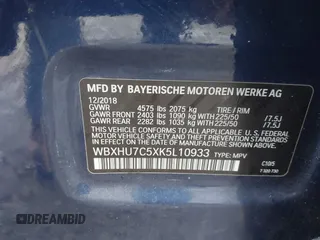 MFD BY BAYERISCHE MOTOREN WERKE AG
12/2018
GVWR 4575 lbs 2075 kg TIRE / RIM
GAWR FRONT 2403 lbs 1090 kg WITH 225/50 /7.5J
GAWR REAR 2282 lbs 1035 kg WITH 225/50 /7.5J
THIS VEHICLE CONFORMS TO ALL APPLICABLE
FEDERAL MOTOR VEHICLE SAFETY, BUMPER, AND
THEFT PREVENTION STANDARDS IN EFFECT ON
THE DATE OF MANUFACTURE SHOWN ABOVE.
WBXHU7C5XK5L10933 C10/5
TYPE: MPV
DREAMBID